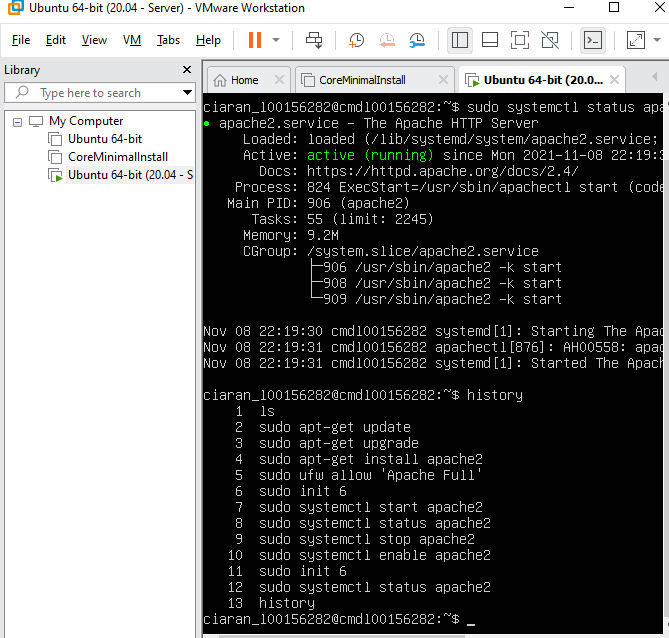 Ubuntu 64-bit (20.04 - Server) - VMware Workstation
File Edit View VM Tabs Help
Library
Type here to search
My Computer
Ubuntu 64-bit
CoreMinimalInstall
Ubuntu 64-bit (20.04 - S
Home CoreMinimalInstall Ubuntu 64-bit (20.0...
ciaran_l00156282@cmdl00156282:~$ sudo systemctl status apa
● apache2.service - The Apache HTTP Server
Loaded: loaded (/lib/systemd/system/apache2.service;
Active: active (running) since Mon 2021-11-08 22:19:3
Docs: https://httpd.apache.org/docs/2.4/
Process: 824 ExecStart=/usr/sbin/apachectl start (code
Main PID: 906 (apache2)
Tasks: 55 (limit: 2245)
Memory: 9.2M
CGroup: /system.slice/apache2.service
├─906 /usr/sbin/apache2 -k start
├─908 /usr/sbin/apache2 -k start
└─909 /usr/sbin/apache2 -k start
Nov 08 22:19:30 cmdl00156282 systemd[1]: Starting The Apac
Nov 08 22:19:31 cmdl00156282 apachectl[876]: AH00558: apac
Nov 08 22:19:31 cmdl00156282 systemd[1]: Started The Apach
ciaran_l00156282@cmdl00156282:~$ history
1 ls
2 sudo apt-get update
3 sudo apt-get upgrade
4 sudo apt-get install apache2
5 sudo ufw allow 'Apache Full'
6 sudo init 6
7 sudo systemctl start apache2
8 sudo systemctl status apache2
9 sudo systemctl stop apache2
10 sudo systemctl enable apache2
11 sudo init 6
12 sudo systemctl status apache2
13 history
ciaran_l00156282@cmdl00156282:~$ _